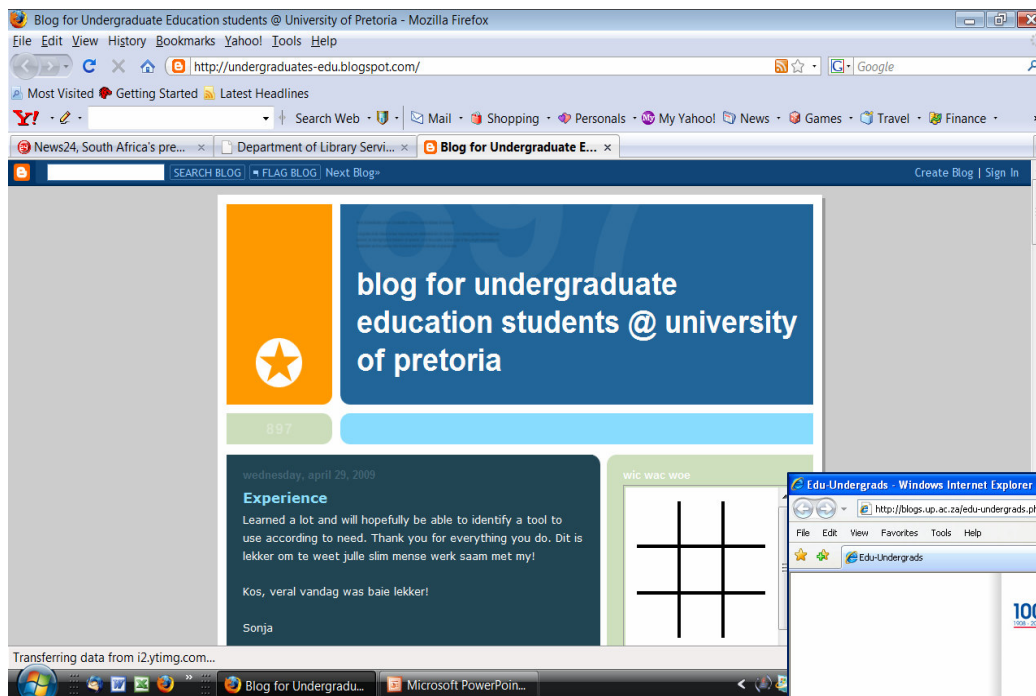 Blog for Undergraduate Education students @ University of Pretoria - Mozilla Firefox
File Edit View History Bookmarks Yahoo! Tools Help
http://undergraduates-edu.blogspot.com/ G Google
Most Visited Getting Started Latest Headlines
Y! Search Web Mail Shopping Personals My Yahoo! News Games Travel Finance
News24, South Africa's pre... Department of Library Servi... Blog for Undergraduate E...
SEARCH BLOG FLAG BLOG Next Blog» Create Blog | Sign In
897
blog for undergraduate
education students @ university
of pretoria
897
wednesday, april 29, 2009
Experience
Learned a lot and will hopefully be able to identify a tool to
use according to need. Thank you for everything you do. Dit is
lekker om te weet julle slim mense werk saam met my!
Kos, veral vandag was baie lekker!
Sonja
wic wac woe
Edu-Undergrads - Windows Internet Explorer
http://blogs.up.ac.za/edu-undergrads.ph
File Edit View Favorites Tools Help
Edu-Undergrads
100
Transferring data from i2.ytimg.com...
Blog for Undergradu... Microsoft PowerPoin...